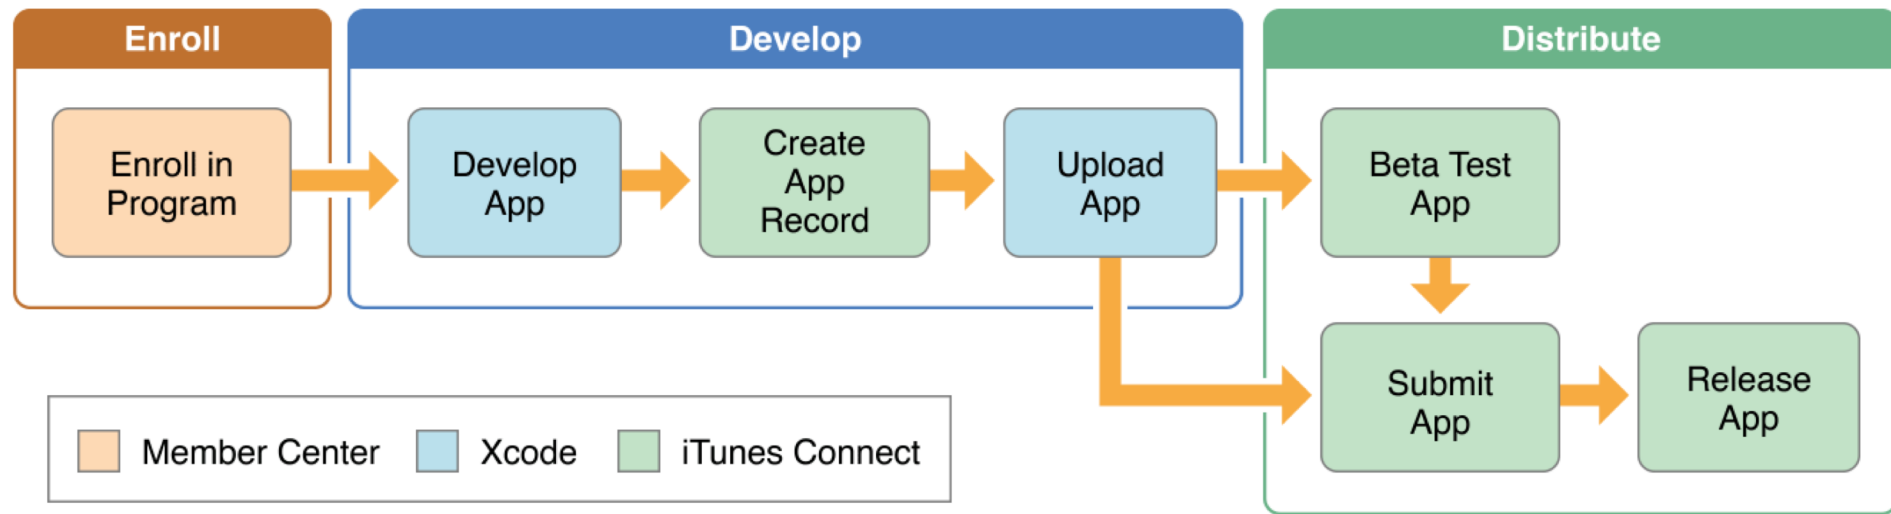 Enroll
Develop
Distribute
Enroll in
Program
Develop
App
Create
App
Record
Upload
App
Beta Test
App
Submit
App
Release
App
Member Center
Xcode
iTunes Connect